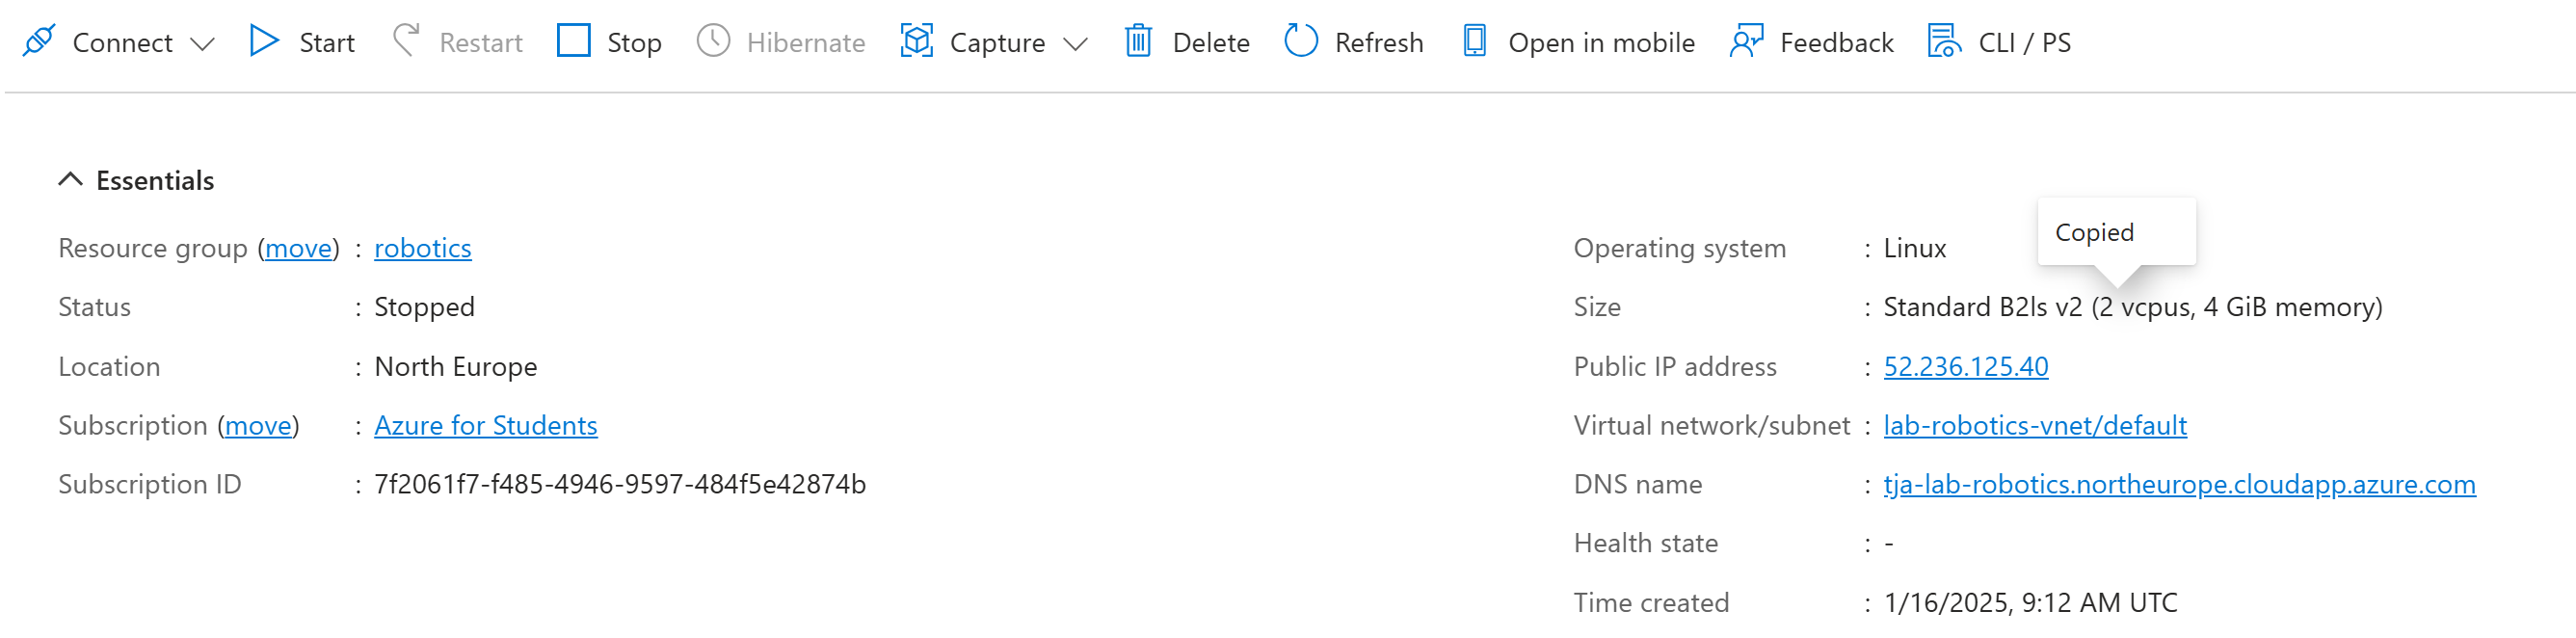 Connect Start Restart Stop Hibernate Capture Delete Refresh Open in mobile Feedback CLI / PS
Essentials
Resource group (move) : robotics
Status : Stopped
Location : North Europe
Subscription (move) : Azure for Students
Subscription ID : 7f2061f7-f485-4946-9597-484f5e42874b
Copied
Operating system : Linux
Size : Standard B2ls v2 (2 vcpus, 4 GiB memory)
Public IP address : 52.236.125.40
Virtual network/subnet : lab-robotics-vnet/default
DNS name : tja-lab-robotics.northeurope.cloudapp.azure.com
Health state : -
Time created : 1/16/2025, 9:12 AM UTC